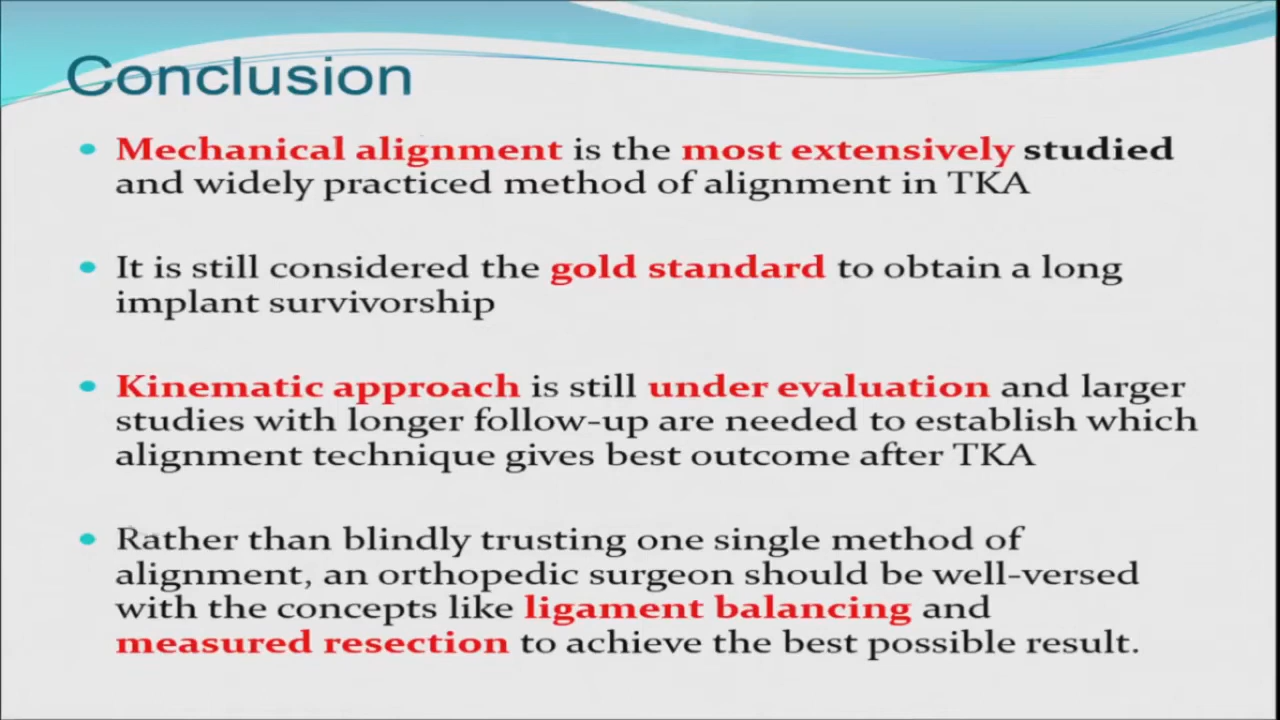 Conclusion
Mechanical alignment is the most extensively studied
and widely practiced method of alignment in TKA
It is still considered the gold standard to obtain a long
implant survivorship
Kinematic approach is still under evaluation and larger
studies with longer follow-up are needed to establish which
alignment technique gives best outcome after TKA
Rather than blindly trusting one single method of
alignment, an orthopedic surgeon should be well-versed
with the concepts like ligament balancing and
measured resection to achieve the best possible result.